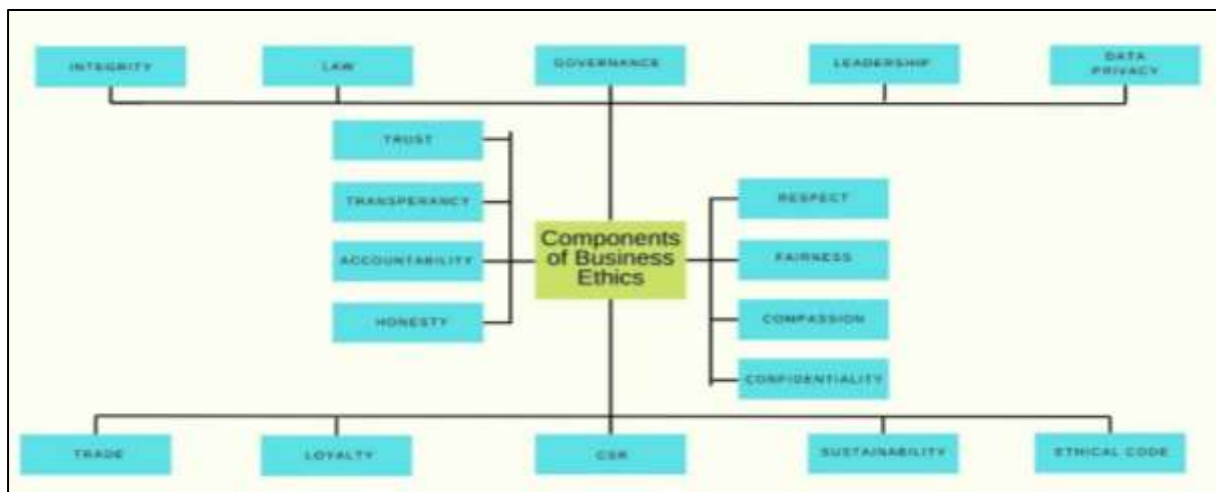 INTEGRITY
LAW
GOVERNANCE
LEADERSHIP
DATA
PRIVACY
TRUST
TRANSPERANCY
ACCOUNTABILITY
HONESTY
Components
of Business
Ethics
RESPECT
FAIRNESS
COMPASSION
CONFIDENTIALITY
TRADE
LOYALTY
CSR
SUSTAINABILITY
ETHICAL CODE